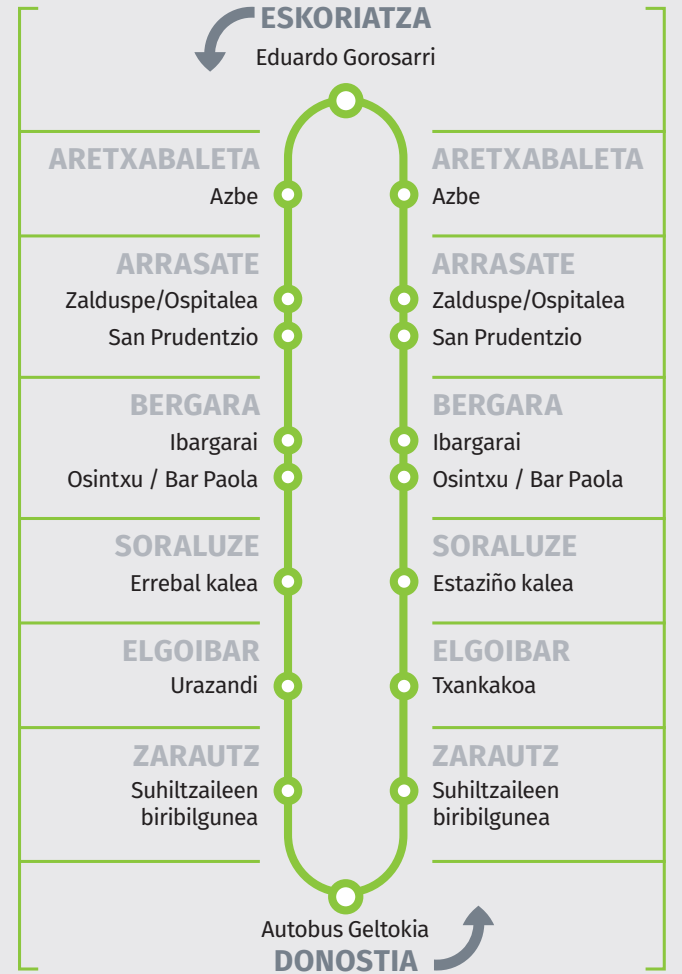 ESKORIATZA
Eduardo Gorosarri
ARETXABALETA
Azbe
ARRASATE
Zalduspe/Ospitalea
San Prudentzio
BERGARA
Ibargarai
Osintxu / Bar Paola
SORALUZE
Errebal kalea
ELGOIBAR
Urazandi
ZARAUTZ
Suhiltzaileen
biribilgunea
ARETXABALETA
Azbe
ARRASATE
Zalduspe/Ospitalea
San Prudentzio
BERGARA
Ibargarai
Osintxu / Bar Paola
SORALUZE
Estaziño kalea
ELGOIBAR
Txankakoa
ZARAUTZ
Suhiltzaileen
biribilgunea
Autobus Geltokia
DONOSTIA